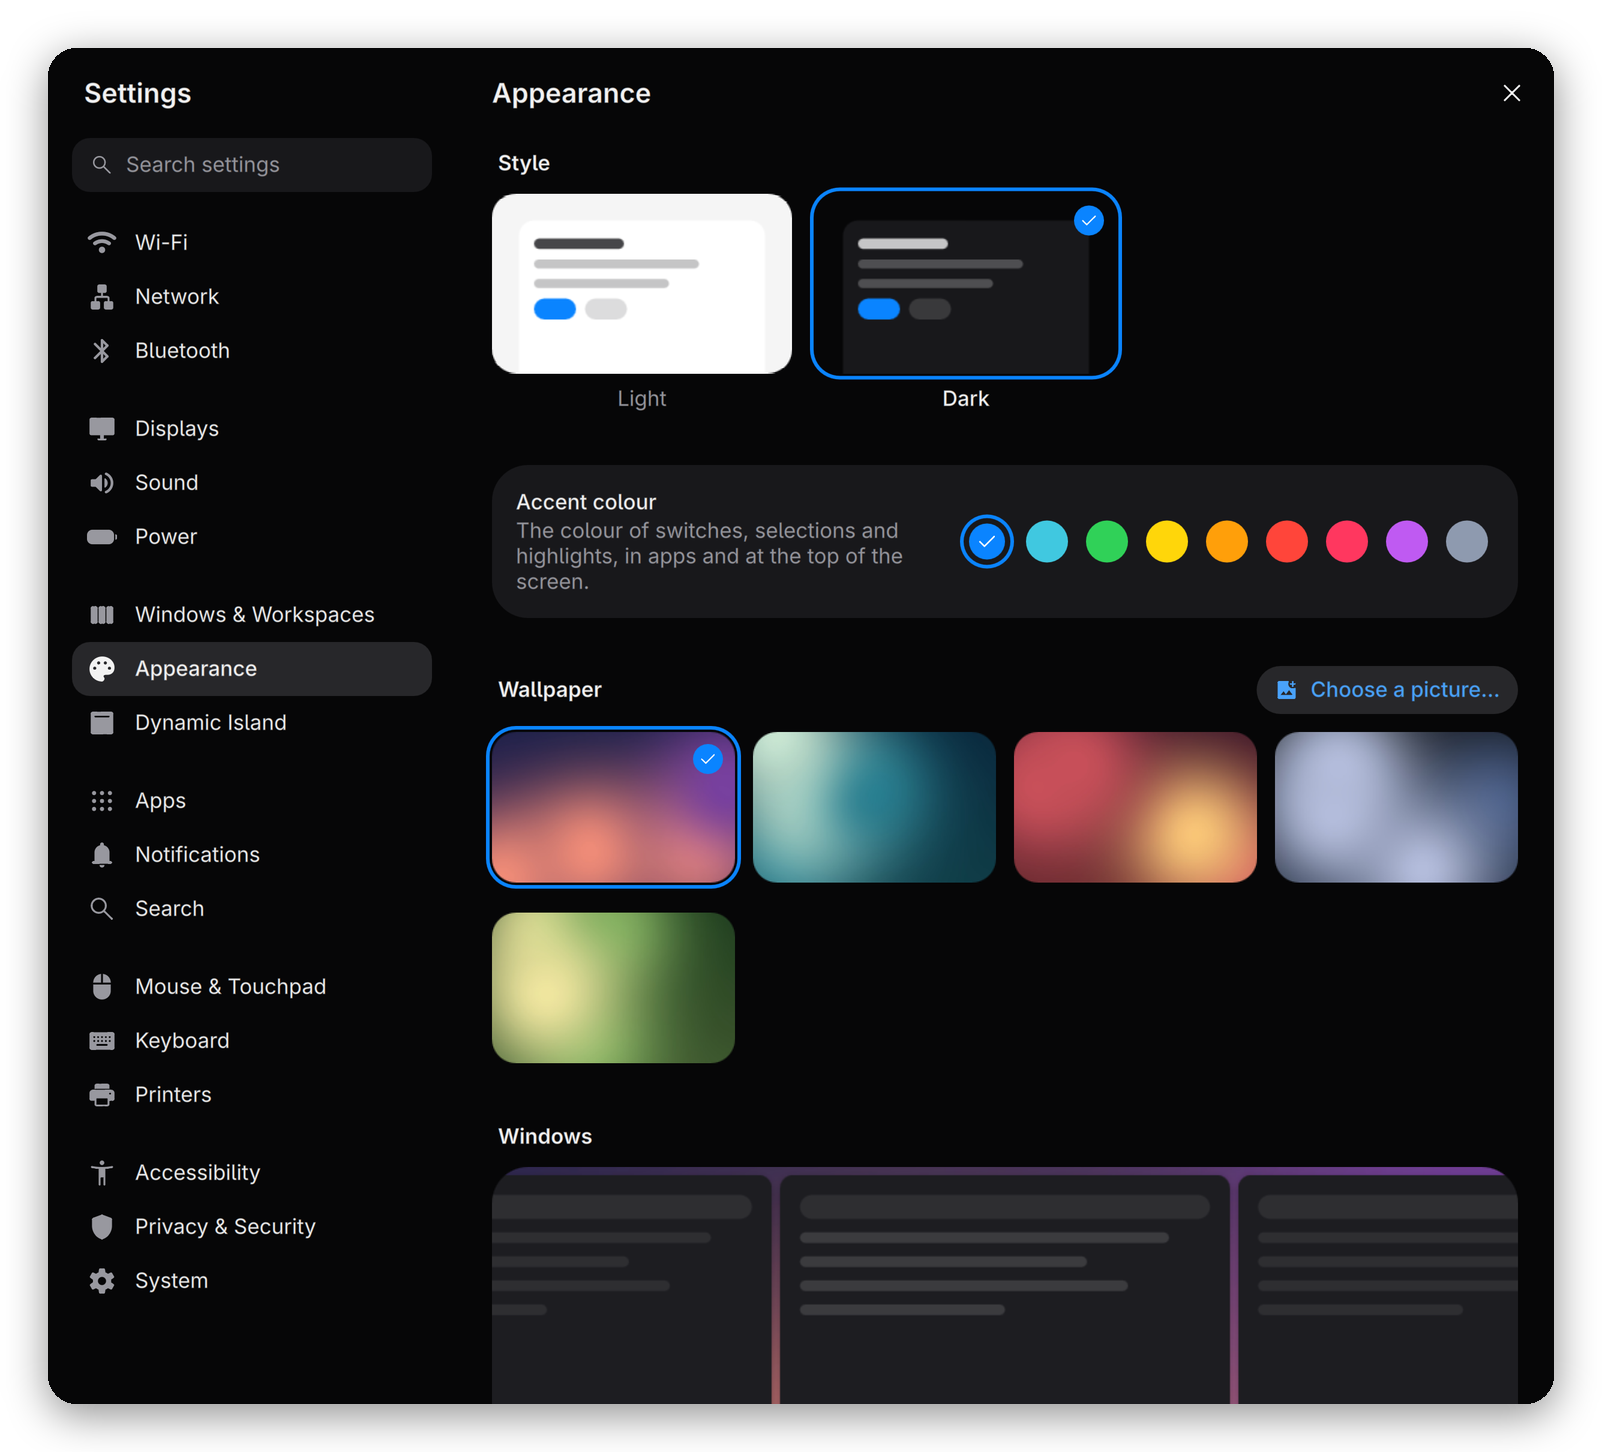 Settings
Search settings
Wi-Fi
Network
Bluetooth
Displays
Sound
Power
Windows & Workspaces
Appearance
Dynamic Island
Apps
Notifications
Search
Mouse & Touchpad
Keyboard
Printers
Accessibility
Privacy & Security
System
Appearance
Style
Light
Dark
Accent colour
The colour of switches, selections and
highlights, in apps and at the top of the
screen.
Wallpaper
Choose a picture...
Windows